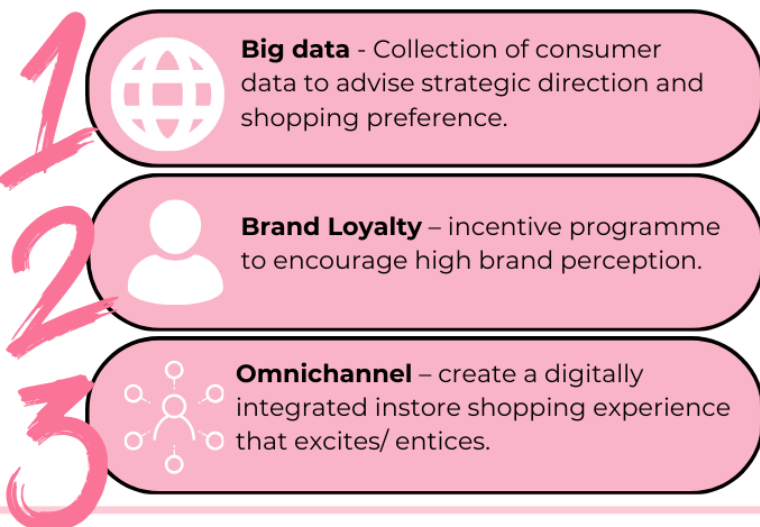 1
Big data - Collection of consumer
data to advise strategic direction and
shopping preference.
2
Brand Loyalty – incentive programme
to encourage high brand perception.
3
Omnichannel – create a digitally
integrated instore shopping experience
that excites/ entices.